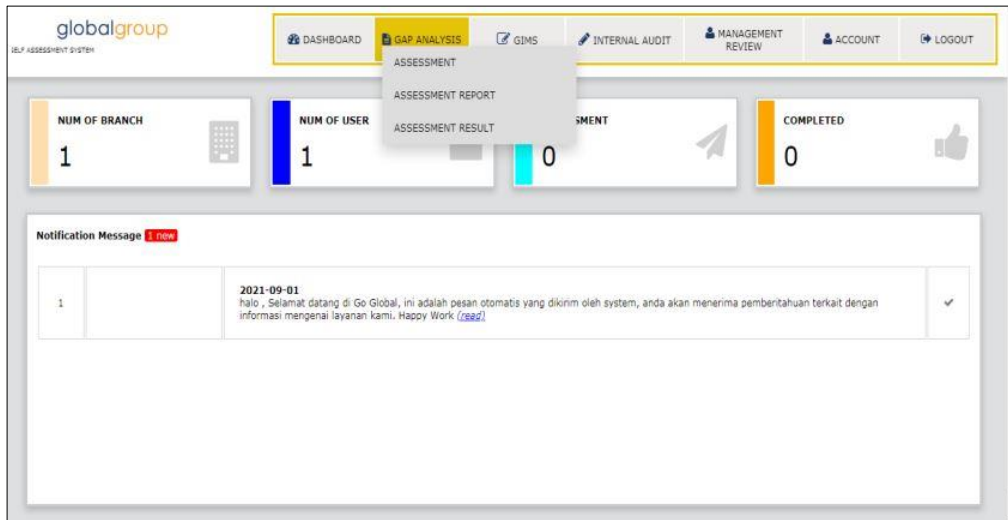 globalgroup
SELF ASSESSMENT SYSTEM
DASHBOARD
GAP ANALYSIS
GIMS
INTERNAL AUDIT
MANAGEMENT
REVIEW
ACCOUNT
LOGOUT
ASSESSMENT
ASSESSMENT REPORT
ASSESSMENT RESULT
NUM OF BRANCH
1
NUM OF USER
1
SMENT
0
COMPLETED
0
Notification Message 1 new
1
2021-09-01
halo , Selamat datang di Go Global, ini adalah pesan otomatis yang dikirim oleh system, anda akan menerima pemberitahuan terkait dengan
informasi mengenai layanan kami. Happy Work (read)